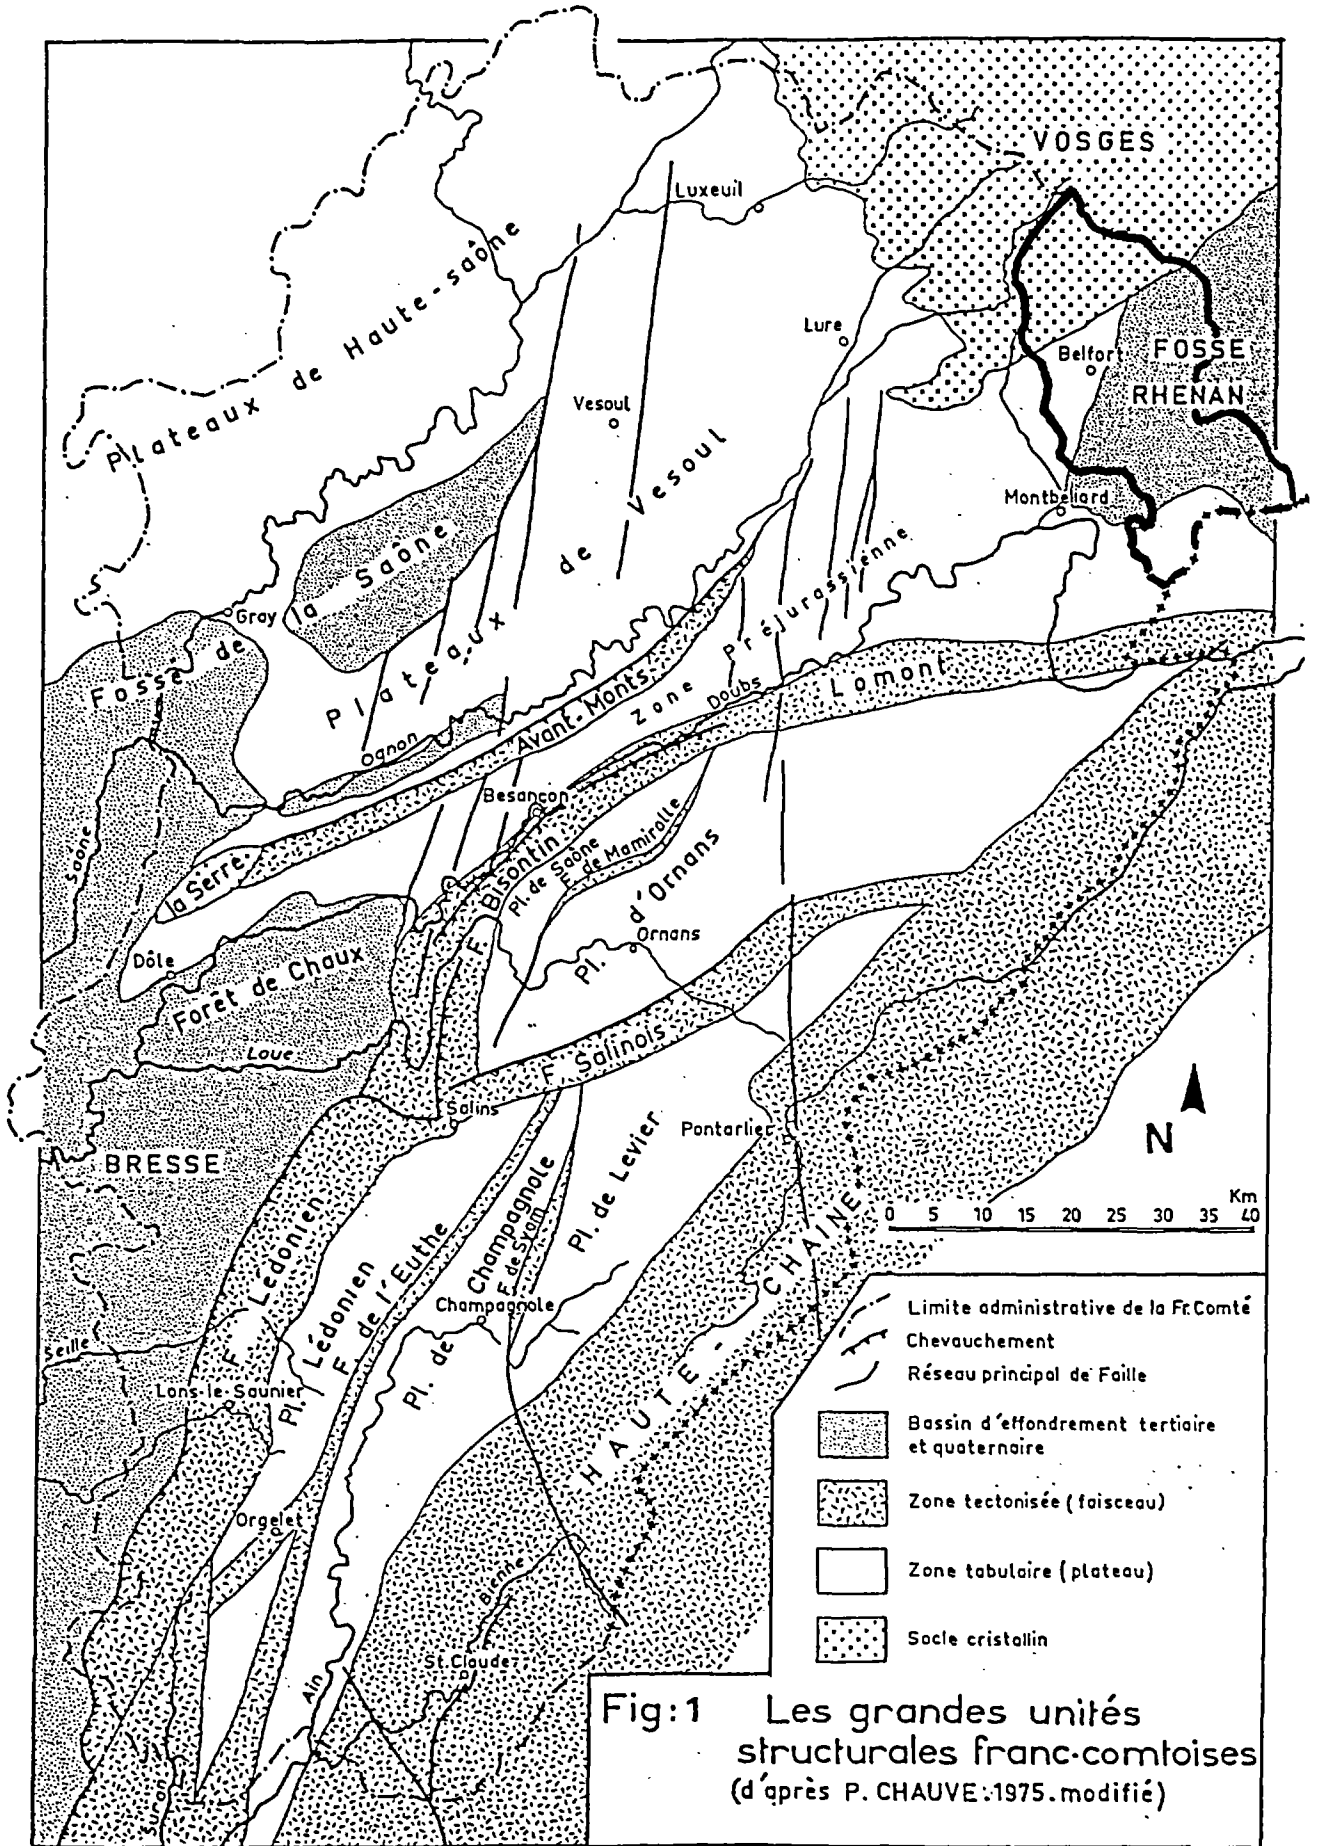 VOSGES
Luxeuil
Plateaux de Haute-saône
Lure
Belfort
FOSSE
RHENAN
Vesoul
Montbéliard
Plateaux de Vesoul
Gray
Fosse de la Saône
Zone Préjurassienne
Doubs
Lomont
Avant-Monts
Ognon
Besançon
Saône
la Serre
F. Bisontin
Pl. de Saône
F. de Mamirolle
Pl. d'Ornans
Ornans
Dôle
Forêt de Chaux
Loue
F. Salinois
Salins
Pontarlier
N
BRESSE
F. Lédonien
Pl. Lédonien
F. de l'Euthe
Pl. de Champagnole
F. de Syam
Pl. de Levier
Champagnole
Seille
Lons-le-Saunier
HAUTE-CHAINE
Orgelet
Bienne
St. Claude
Ain
Suran
Km
0 5 10 15 20 25 30 35 40
Limite administrative de la Fr.Comté
Chevauchement
Réseau principal de Faille
Bassin d'effondrement tertiaire
et quaternaire
Zone tectonisée (faisceau)
Zone tabulaire (plateau)
Socle cristallin
Fig:1 Les grandes unités
structurales franc-comtoises
(d'après P. CHAUVE:1975.modifié)